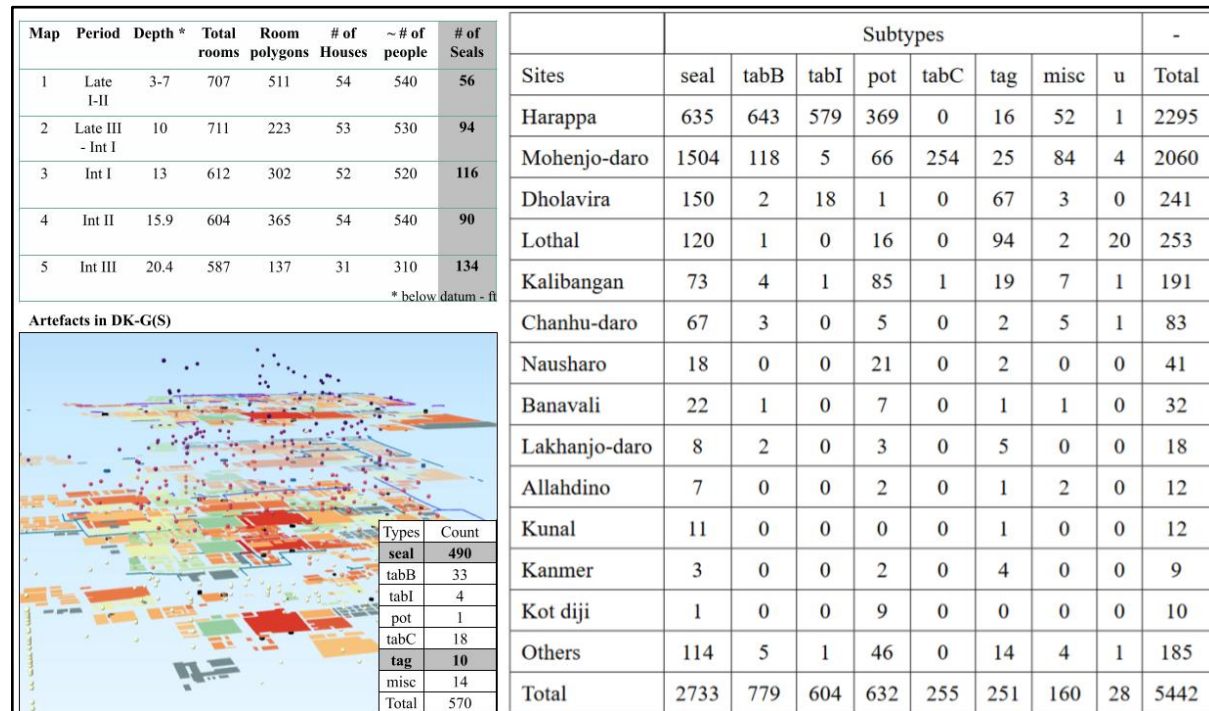 Map Period Depth * Total rooms Room polygons # of Houses ~ # of people # of Seals
1 Late I-II 3-7 707 511 54 540 56
2 Late III - Int I 10 711 223 53 530 94
3 Int I 13 612 302 52 520 116
4 Int II 15.9 604 365 54 540 90
5 Int III 20.4 587 137 31 310 134
* below datum - ft
Artefacts in DK-G(S)
Types Count
seal 490
tabB 33
tabI 4
pot 1
tabC 18
tag 10
misc 14
Total 570
Subtypes -
Sites seal tabB tabI pot tabC tag misc u Total
Harappa 635 643 579 369 0 16 52 1 2295
Mohenjo-daro 1504 118 5 66 254 25 84 4 2060
Dholavira 150 2 18 1 0 67 3 0 241
Lothal 120 1 0 16 0 94 2 20 253
Kalibangan 73 4 1 85 1 19 7 1 191
Chanhu-daro 67 3 0 5 0 2 5 1 83
Nausharo 18 0 0 21 0 2 0 0 41
Banavali 22 1 0 7 0 1 1 0 32
Lakhanjo-daro 8 2 0 3 0 5 0 0 18
Allahdino 7 0 0 2 0 1 2 0 12
Kunal 11 0 0 0 0 1 0 0 12
Kanmer 3 0 0 2 0 4 0 0 9
Kot diji 1 0 0 9 0 0 0 0 10
Others 114 5 1 46 0 14 4 1 185
Total 2733 779 604 632 255 251 160 28 5442